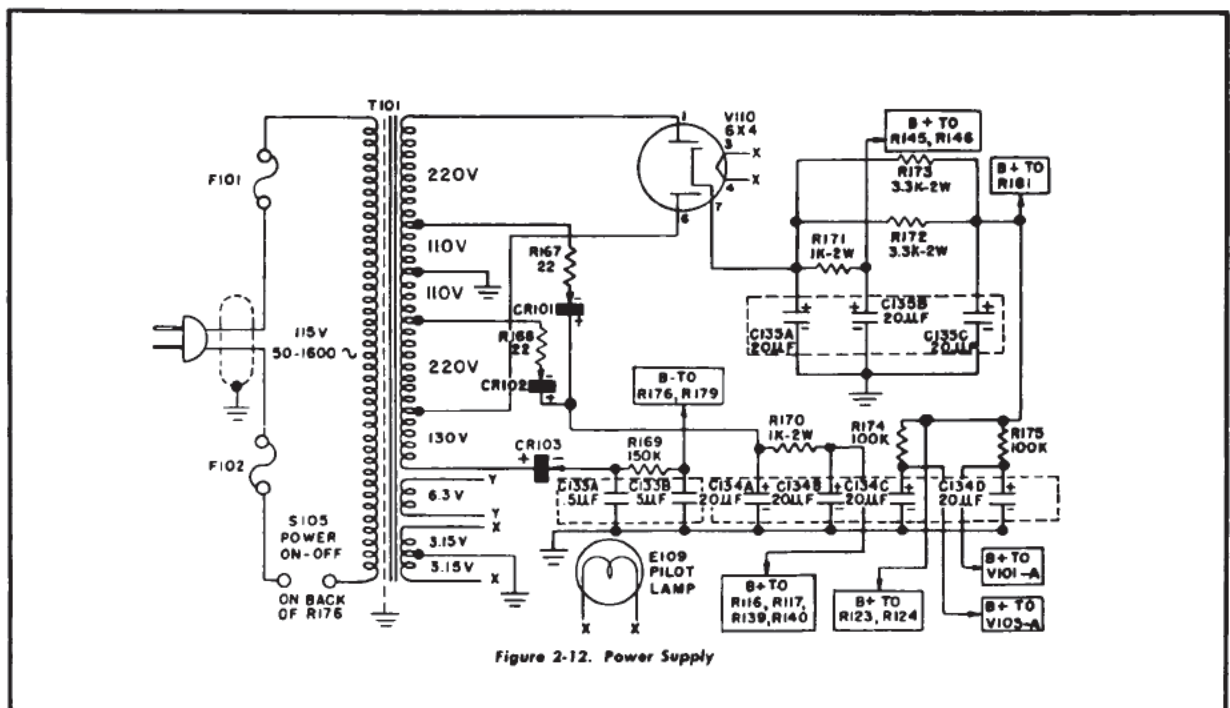 T101
F101
220V
110V
110V
220V
130V
115V
50-1600 ~
F102
S105
POWER
ON-OFF
ON BACK
OF R176
6.3V
3.15V
3.15V
Y
Y
X
X
R167
22
CR101
-
+
R168
22
CR102
-
+
CR103
+ -
1
V110
6X4
3
X
4
X
6
7
B+ TO
R145, R146
R173
3.3K-2W
B+ TO
R181
R172
3.3K-2W
R171
1K-2W
C135A
20µF
C135B
20µF
C135C
20µF
+
-
+
-
+
-
B- TO
R176, R179
R169
150K
R170
1K-2W
R174
100K
R175
100K
C133A
.5µF
C133B
.5µF
C134A
20µF
C134B
20µF
C134C
20µF
C134D
20µF
+
-
+
-
+
-
+
-
E109
PILOT
LAMP
X
X
B+ TO
R116, R117,
R139, R140
B+ TO
R123, R124
B+ TO
V101-A
B+ TO
V103-A
Figure 2-12. Power Supply